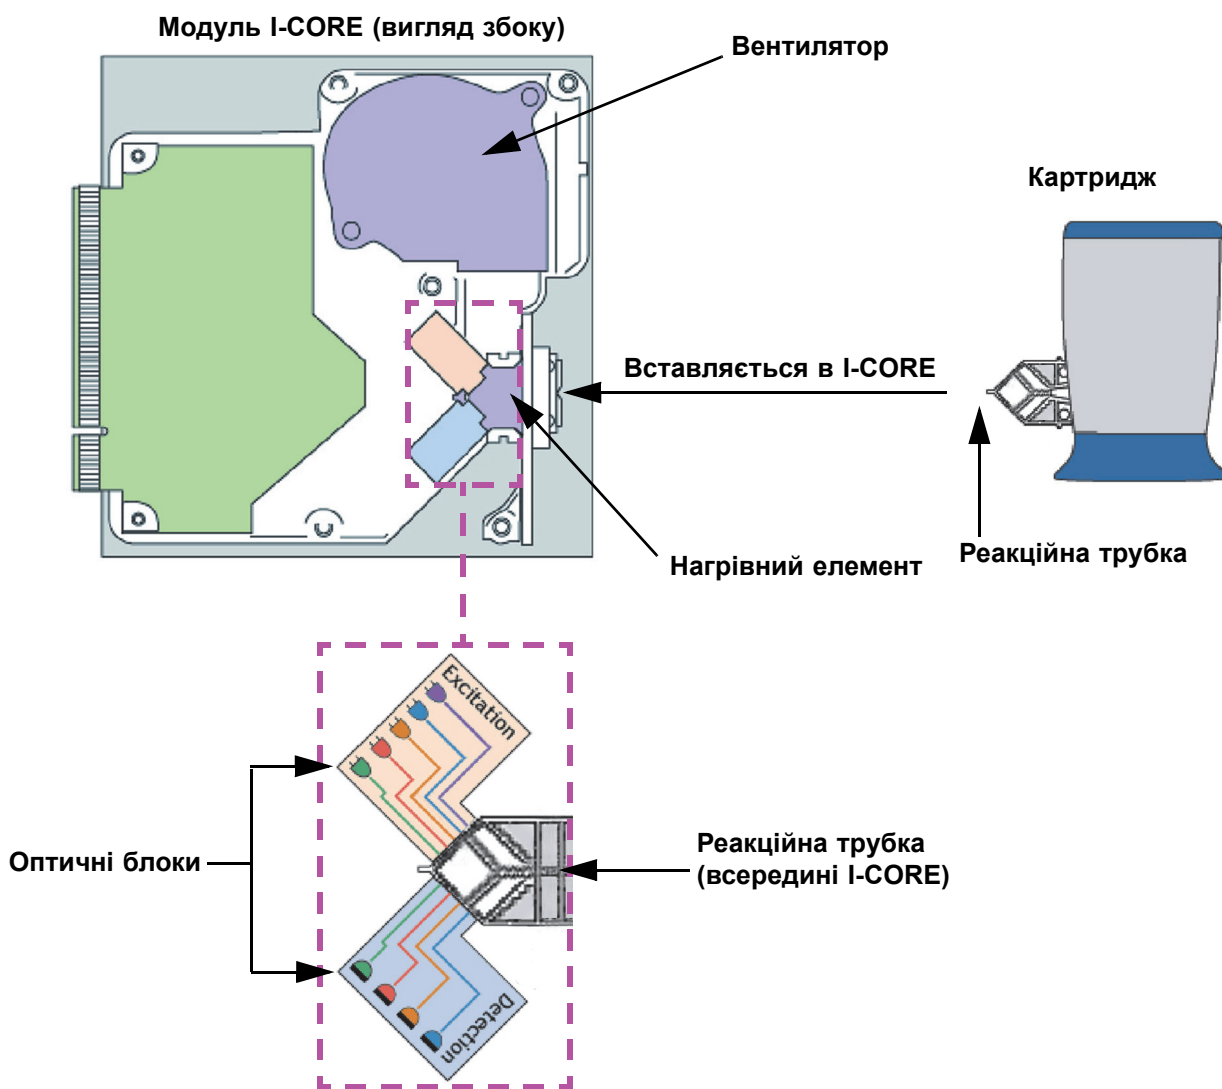 Модуль I-CORE (вигляд збоку)
Вентилятор
Картридж
Вставляється в I-CORE
Нагрівний елемент
Реакційна трубка
Excitation
Оптичні блоки
Реакційна трубка
(всередині I-CORE)
Detection